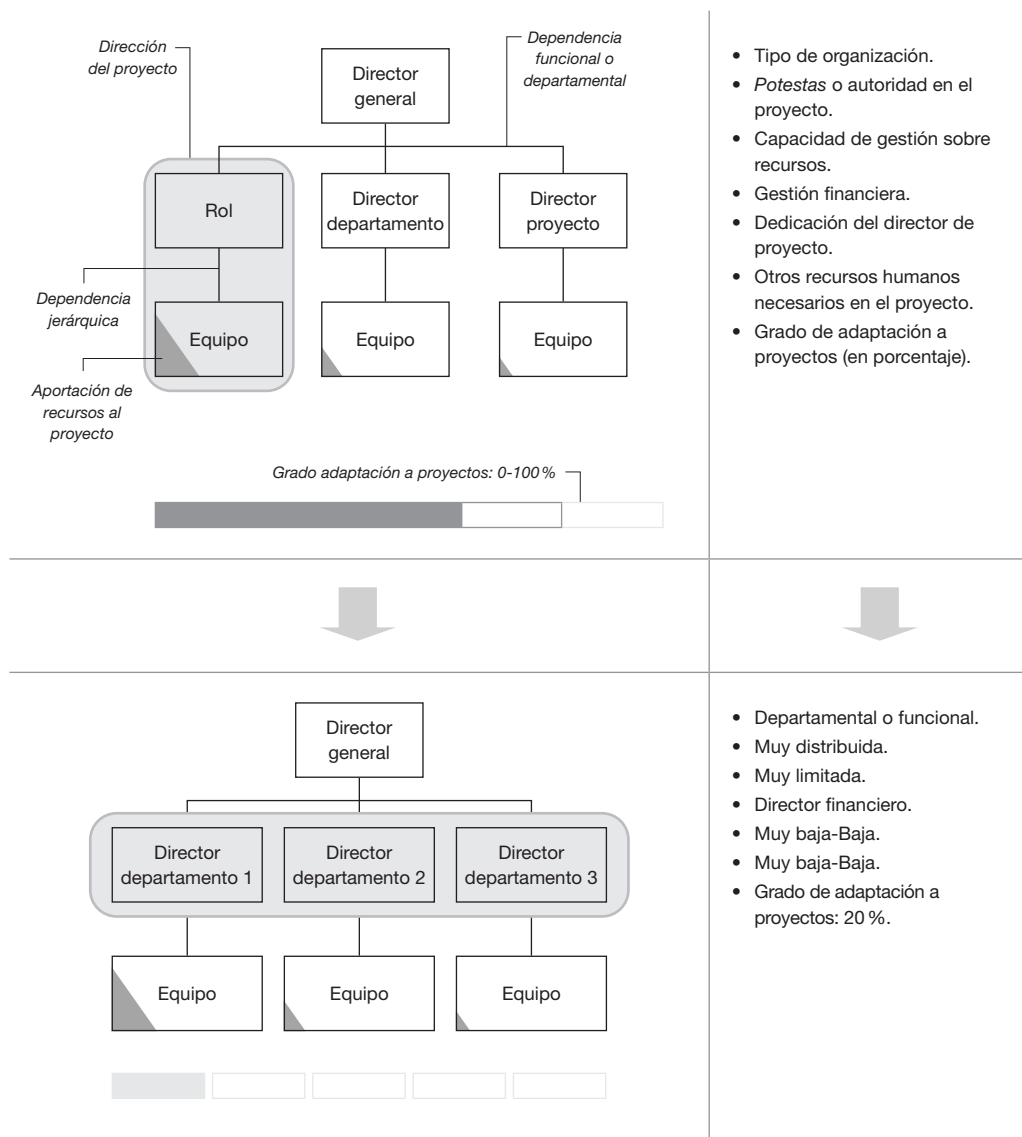 Dirección
del proyecto
Dependencia
funcional o
departamental
Director
general
Rol
Director
departamento
Director
proyecto
Dependencia
jerárquica
Equipo
Equipo
Equipo
Aportación de
recursos al
proyecto
Grado adaptación a proyectos: 0-100 %
• Tipo de organización.
• Potestas o autoridad en el
proyecto.
• Capacidad de gestión sobre
recursos.
• Gestión financiera.
• Dedicación del director de
proyecto.
• Otros recursos humanos
necesarios en el proyecto.
• Grado de adaptación a
proyectos (en porcentaje).
Director
general
Director
departamento 1
Director
departamento 2
Director
departamento 3
Equipo
Equipo
Equipo
• Departamental o funcional.
• Muy distribuida.
• Muy limitada.
• Director financiero.
• Muy baja-Baja.
• Muy baja-Baja.
• Grado de adaptación a
proyectos: 20 %.